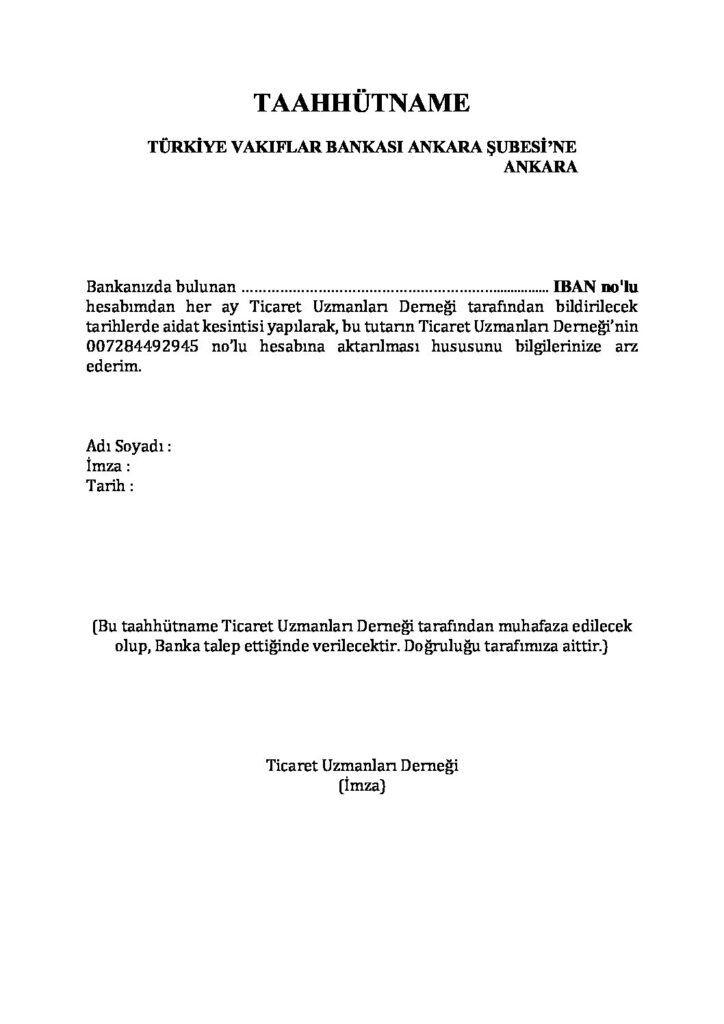 TAAHHÜTNAME
TÜRKİYE VAKIFLAR BANKASI ANKARA ŞUBESİ’NE
ANKARA
Bankanızda bulunan ………………………………………………………............ IBAN no'lu
hesabımdan her ay Ticaret Uzmanları Derneği tarafından bildirilecek
tarihlerde aidat kesintisi yapılarak, bu tutarın Ticaret Uzmanları Derneği’nin
007284492945 no’lu hesabına aktarılması hususunu bilgilerinize arz
ederim.
Adı Soyadı :
İmza :
Tarih :
(Bu taahhütname Ticaret Uzmanları Derneği tarafından muhafaza edilecek
olup, Banka talep ettiğinde verilecektir. Doğruluğu tarafımıza aittir.)
Ticaret Uzmanları Derneği
(İmza)